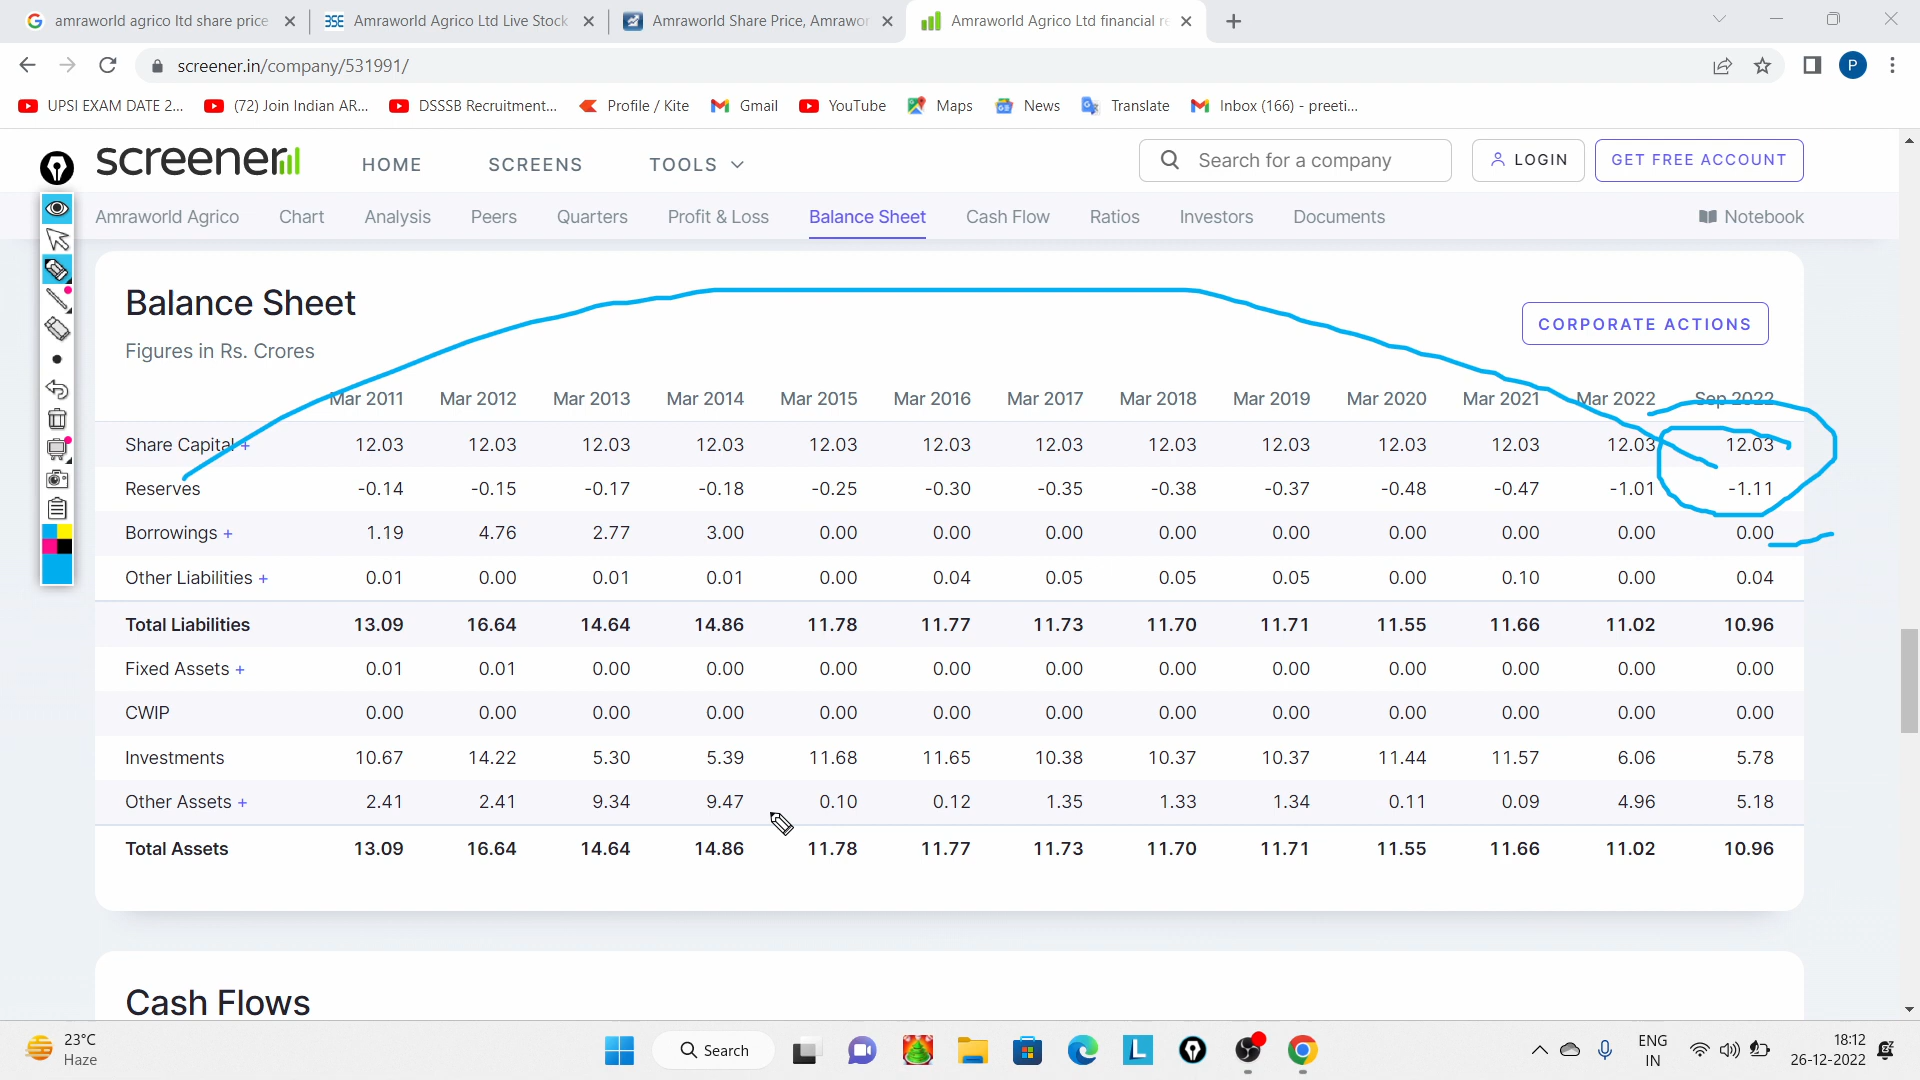 amraworld agrico ltd share price
Amraworld Agrico Ltd Live Stock
Amraworld Share Price, Amrawor
Amraworld Agrico Ltd financial re
screener.in/company/531991/
P
UPSI EXAM DATE 2...
(72) Join Indian AR...
DSSSB Recruitment...
Profile / Kite
Gmail
YouTube
Maps
News
Translate
Inbox (166) - preeti...
screener
HOME
SCREENS
TOOLS
Search for a company
LOGIN
GET FREE ACCOUNT
Amraworld Agrico
Chart
Analysis
Peers
Quarters
Profit & Loss
Balance Sheet
Cash Flow
Ratios
Investors
Documents
Notebook
Balance Sheet
CORPORATE ACTIONS
Figures in Rs. Crores
Mar 2011 Mar 2012 Mar 2013 Mar 2014 Mar 2015 Mar 2016 Mar 2017 Mar 2018 Mar 2019 Mar 2020 Mar 2021 Mar 2022 Sep 2022
Share Capital + 12.03 12.03 12.03 12.03 12.03 12.03 12.03 12.03 12.03 12.03 12.03 12.03 12.03
Reserves -0.14 -0.15 -0.17 -0.18 -0.25 -0.30 -0.35 -0.38 -0.37 -0.48 -0.47 -1.01 -1.11
Borrowings + 1.19 4.76 2.77 3.00 0.00 0.00 0.00 0.00 0.00 0.00 0.00 0.00 0.00
Other Liabilities + 0.01 0.00 0.01 0.01 0.00 0.04 0.05 0.05 0.05 0.00 0.10 0.00 0.04
Total Liabilities 13.09 16.64 14.64 14.86 11.78 11.77 11.73 11.70 11.71 11.55 11.66 11.02 10.96
Fixed Assets + 0.01 0.01 0.00 0.00 0.00 0.00 0.00 0.00 0.00 0.00 0.00 0.00 0.00
CWIP 0.00 0.00 0.00 0.00 0.00 0.00 0.00 0.00 0.00 0.00 0.00 0.00 0.00
Investments 10.67 14.22 5.30 5.39 11.68 11.65 10.38 10.37 10.37 11.44 11.57 6.06 5.78
Other Assets + 2.41 2.41 9.34 9.47 0.10 0.12 1.35 1.33 1.34 0.11 0.09 4.96 5.18
Total Assets 13.09 16.64 14.64 14.86 11.78 11.77 11.73 11.70 11.71 11.55 11.66 11.02 10.96
Cash Flows
23°C
Haze
Search
L
ENG
IN
18:12
26-12-2022